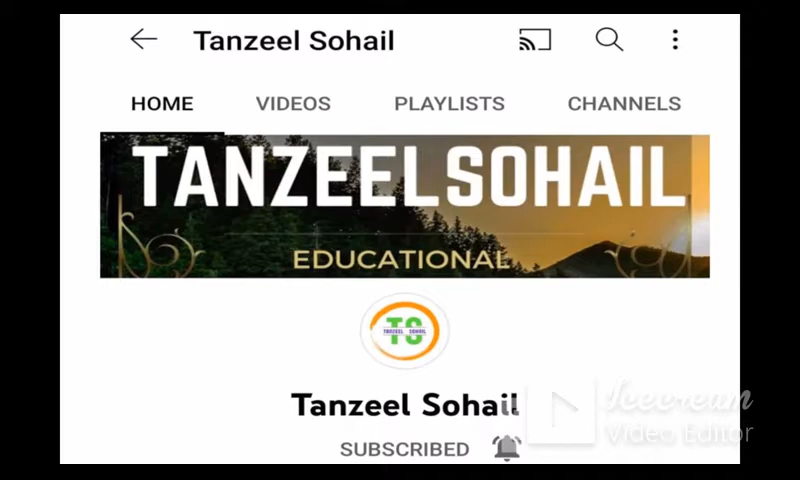 Tanzeel Sohail
HOME VIDEOS PLAYLISTS CHANNELS
TANZEELSOHAIL
EDUCATIONAL
TS
TANZEEL SOHAIL
Tanzeel Sohail
SUBSCRIBED
Icecream
Video Editor